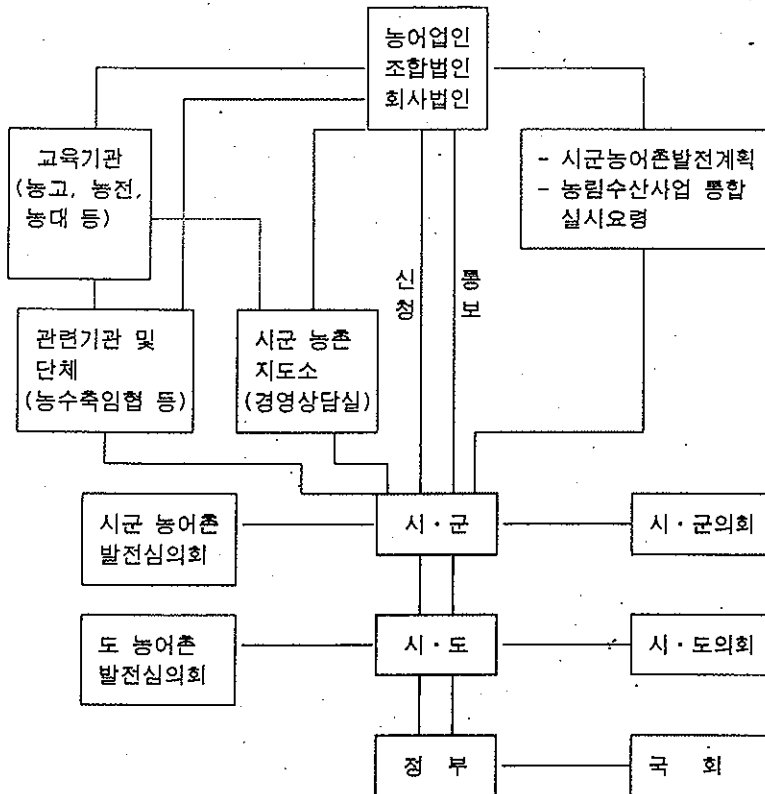 농어업인
조합법인
회사법인
교육기관
(농고, 농전,
농대 등)
- 시군농어촌발전계획
- 농림수산사업 통합
실시요령
신청
통보
관련기관 및
단체
(농수축임협 등)
시군 농촌
지도소
(경영상담실)
시군 농어촌
발전심의회
시·군
시·군의회
도 농어촌
발전심의회
시·도
시·도의회
정 부
국 회